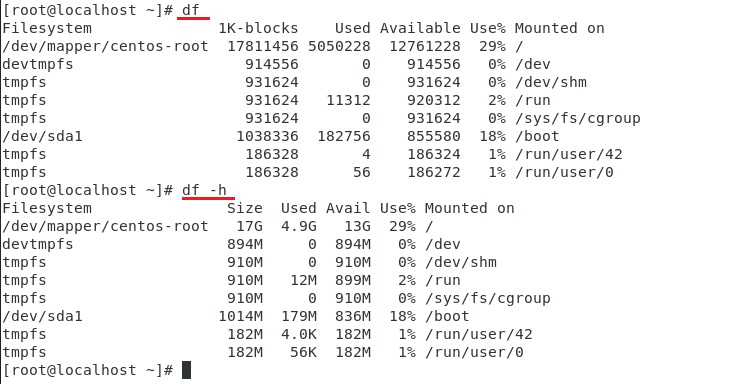 [root@localhost ~]# df
Filesystem              1K-blocks    Used Available Use% Mounted on
/dev/mapper/centos-root  17811456 5050228  12761228  29% /
devtmpfs                   914556       0    914556   0% /dev
tmpfs                      931624       0    931624   0% /dev/shm
tmpfs                      931624   11312    920312   2% /run
tmpfs                      931624       0    931624   0% /sys/fs/cgroup
/dev/sda1                 1038336  182756    855580  18% /boot
tmpfs                      186328       4    186324   1% /run/user/42
tmpfs                      186328      56    186272   1% /run/user/0
[root@localhost ~]# df -h
Filesystem               Size  Used Avail Use% Mounted on
/dev/mapper/centos-root   17G  4.9G   13G  29% /
devtmpfs                 894M     0  894M   0% /dev
tmpfs                    910M     0  910M   0% /dev/shm
tmpfs                    910M   12M  899M   2% /run
tmpfs                    910M     0  910M   0% /sys/fs/cgroup
/dev/sda1               1014M  179M  836M  18% /boot
tmpfs                    182M  4.0K  182M   1% /run/user/42
tmpfs                    182M   56K  182M   1% /run/user/0
[root@localhost ~]#